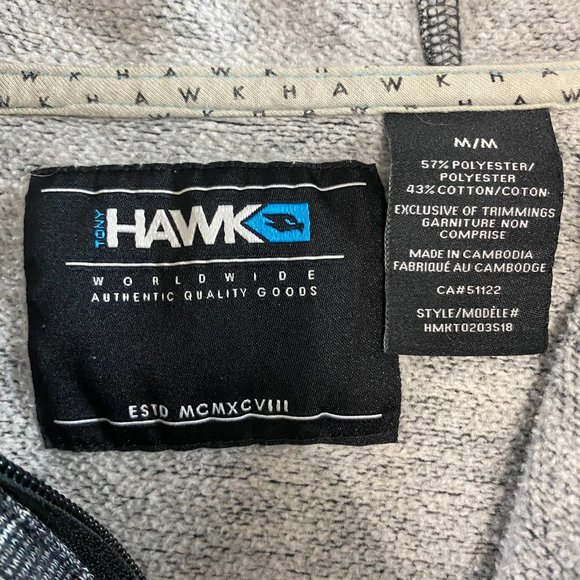 W K H A W K H A W K H
H A W K H A W K H A W K
TONY HAWK
WORLDWIDE
AUTHENTIC QUALITY GOODS
ESTD MCMXCVIII
M/M
57% POLYESTER/
POLYESTER
43% COTTON/COTON
EXCLUSIVE OF TRIMMINGS
GARNITURE NON
COMPRISE
MADE IN CAMBODIA
FABRIQUÉ AU CAMBODGE
CA#51122
STYLE/MODÈLE#
HMKT0203S18